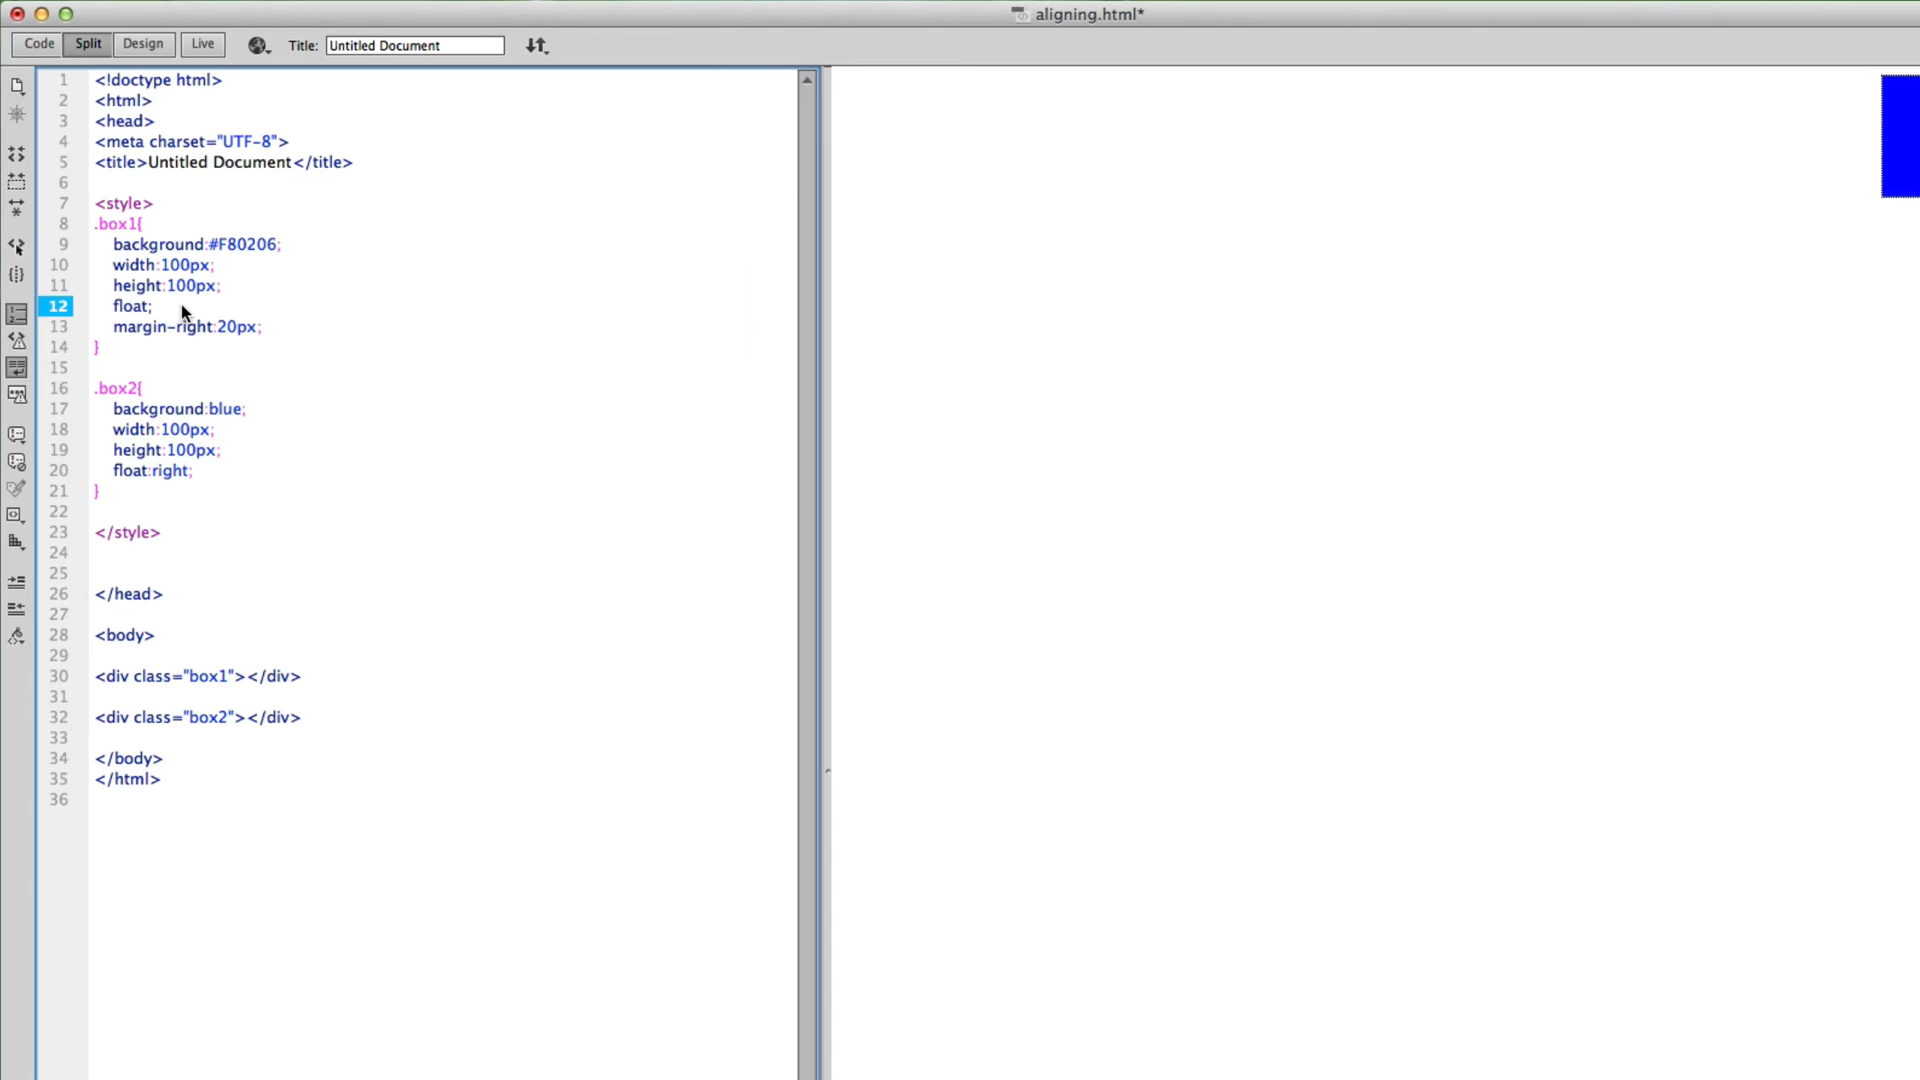 aligning.html*
Code Split Design Live Title: Untitled Document
1 <!doctype html>
2 <html>
3 <head>
4 <meta charset="UTF-8">
5 <title>Untitled Document</title>
6
7 <style>
8 .box1{
9 background:#F80206;
10 width:100px;
11 height:100px;
12 float;
13 margin-right:20px;
14 }
15
16 .box2{
17 background:blue;
18 width:100px;
19 height:100px;
20 float:right;
21 }
22
23 </style>
24
25
26 </head>
27
28 <body>
29
30 <div class="box1"></div>
31
32 <div class="box2"></div>
33
34 </body>
35 </html>
36